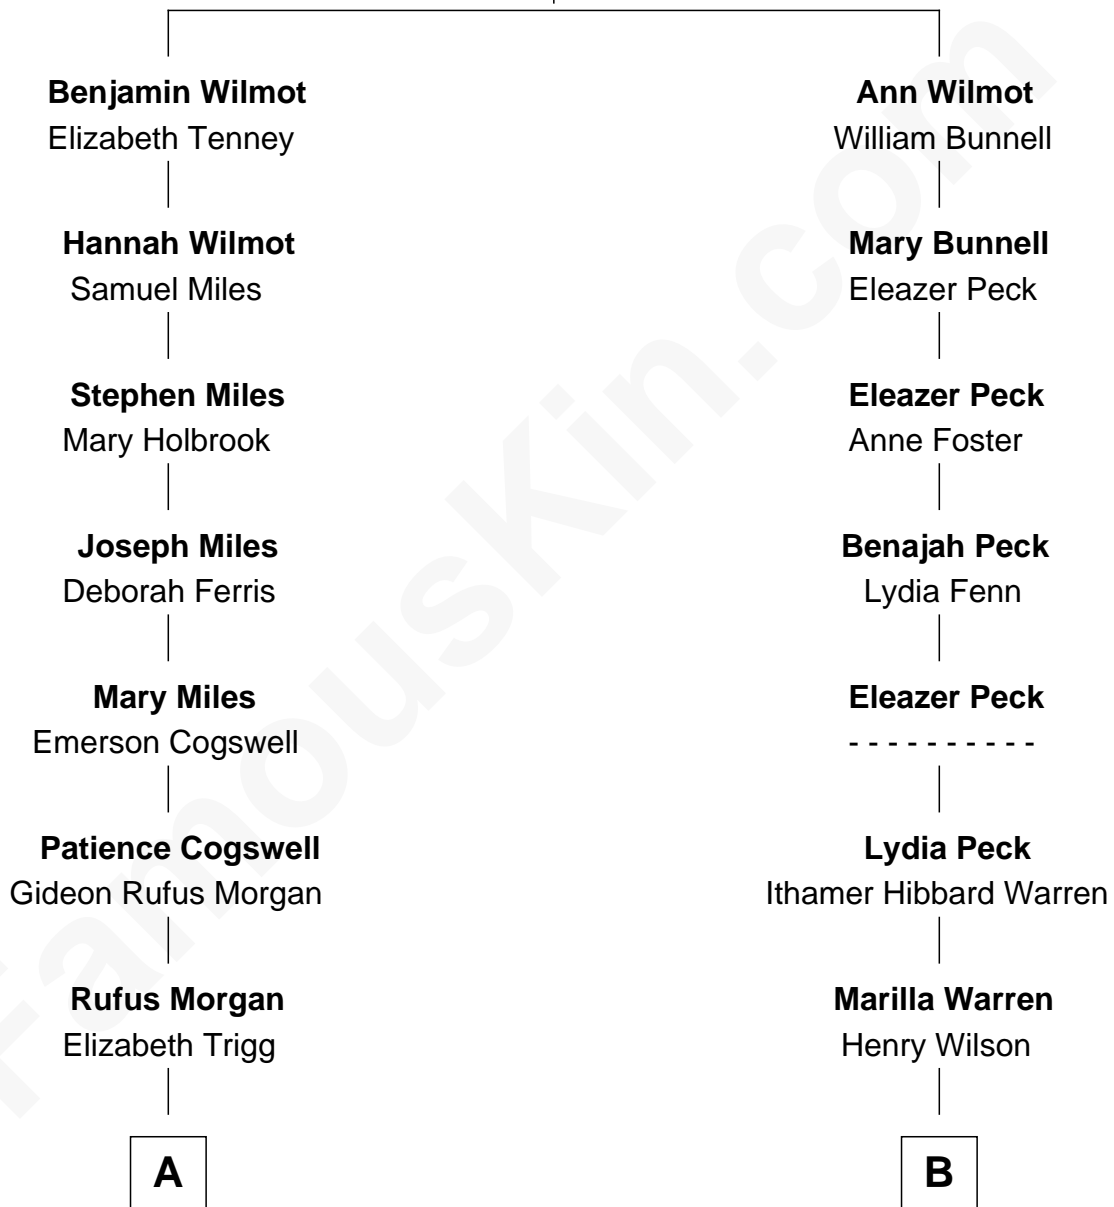 Benjamin Wilmot
Elizabeth Tenney
Hannah Wilmot
Samuel Miles
Stephen Miles
Mary Holbrook
Joseph Miles
Deborah Ferris
Mary Miles
Emerson Cogswell
Patience Cogswell
Gideon Rufus Morgan
Rufus Morgan
Elizabeth Trigg
A
Ann Wilmot
William Bunnell
Mary Bunnell
Eleazer Peck
Eleazer Peck
Anne Foster
Benajah Peck
Lydia Fenn
Eleazer Peck
- - - - - - - - - -
Lydia Peck
Ithamer Hibbard Warren
Marilla Warren
Henry Wilson
B
FamousKin.com